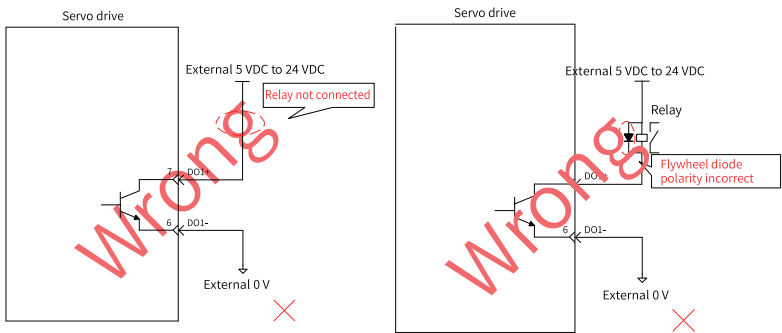 Servo drive
External 5 VDC to 24 VDC
Relay not connected
7
DO1+
6
DO1-
External 0 V
Wrong
Servo drive
External 5 VDC to 24 VDC
Relay
Flywheel diode
polarity incorrect
DO1+
6
DO1-
External 0 V
Wrong